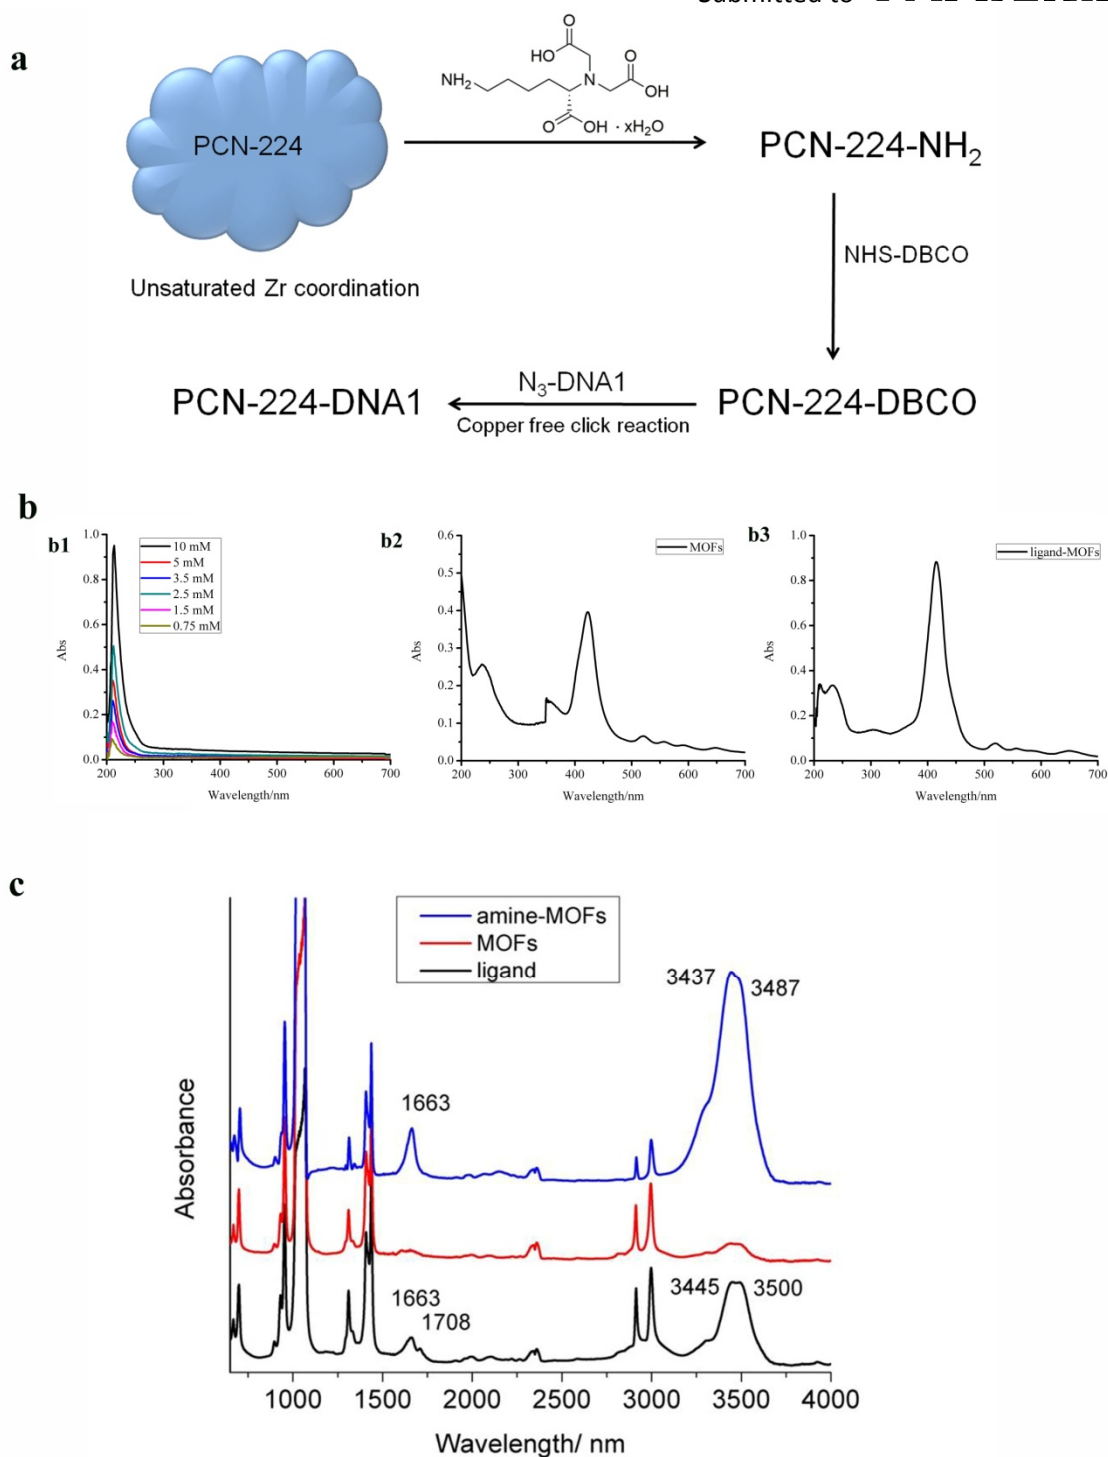 Submitted to
a
O
HO
O
NH2
N
OH
O
OH · xH2O
PCN-224
PCN-224-NH2
Unsaturated Zr coordination
NHS-DBCO
PCN-224-DNA1
N3-DNA1
Copper free click reaction
PCN-224-DBCO
b
b1
1.0
0.8
0.6
0.4
0.2
0.0
Abs
10 mM
5 mM
3.5 mM
2.5 mM
1.5 mM
0.75 mM
200 300 400 500 600 700
Wavelength/nm
b2
0.6
0.5
0.4
0.3
0.2
0.1
0.0
Abs
MOFs
200 300 400 500 600 700
Wavelength/nm
b3
1.0
0.8
0.6
0.4
0.2
0.0
Abs
ligand-MOFs
200 300 400 500 600 700
Wavelength/nm
c
amine-MOFs
MOFs
ligand
3437 3487
1663
1663
1708
3445 3500
Absorbance
1000 1500 2000 2500 3000 3500 4000
Wavelength/ nm